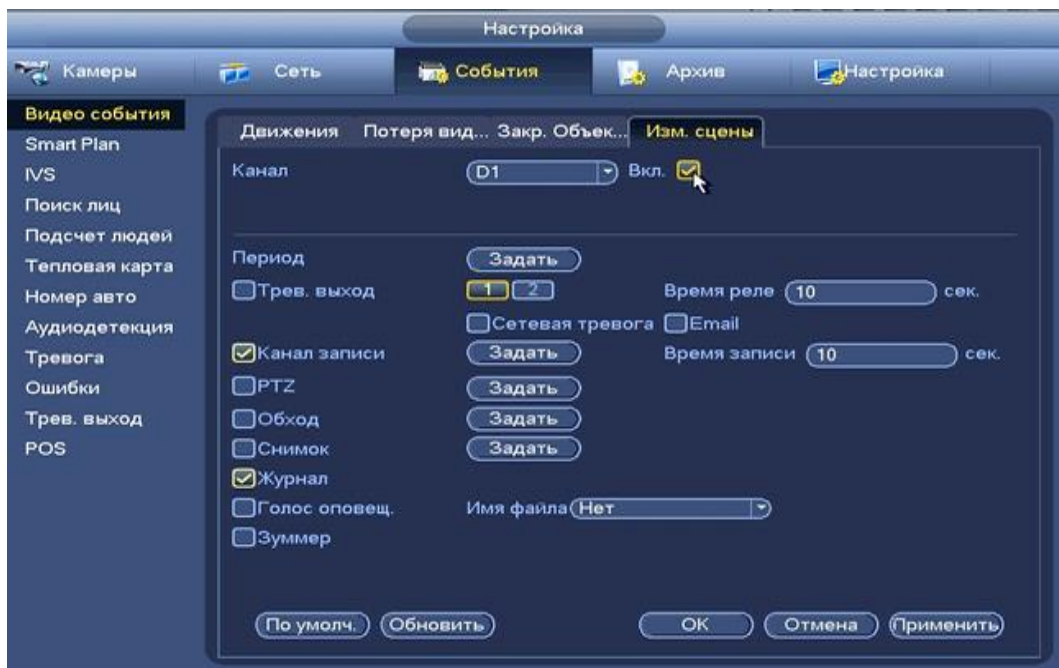 Настройка
Камеры Сеть События Архив Настройка
Видео события
Smart Plan
IVS
Поиск лиц
Подсчет людей
Тепловая карта
Номер авто
Аудиодетекция
Тревога
Ошибки
Трев. выход
POS
Движения Потеря вид... Закр. Объек... Изм. сцены
Канал D1 Вкл.
Период Задать
Трев. выход 1 2 Время реле 10 сек.
Сетевая тревога Email
Канал записи Задать Время записи 10 сек.
PTZ Задать
Обход Задать
Снимок Задать
Журнал
Голос оповещ. Имя файла Нет
Зуммер
По умолч. Обновить OK Отмена Применить